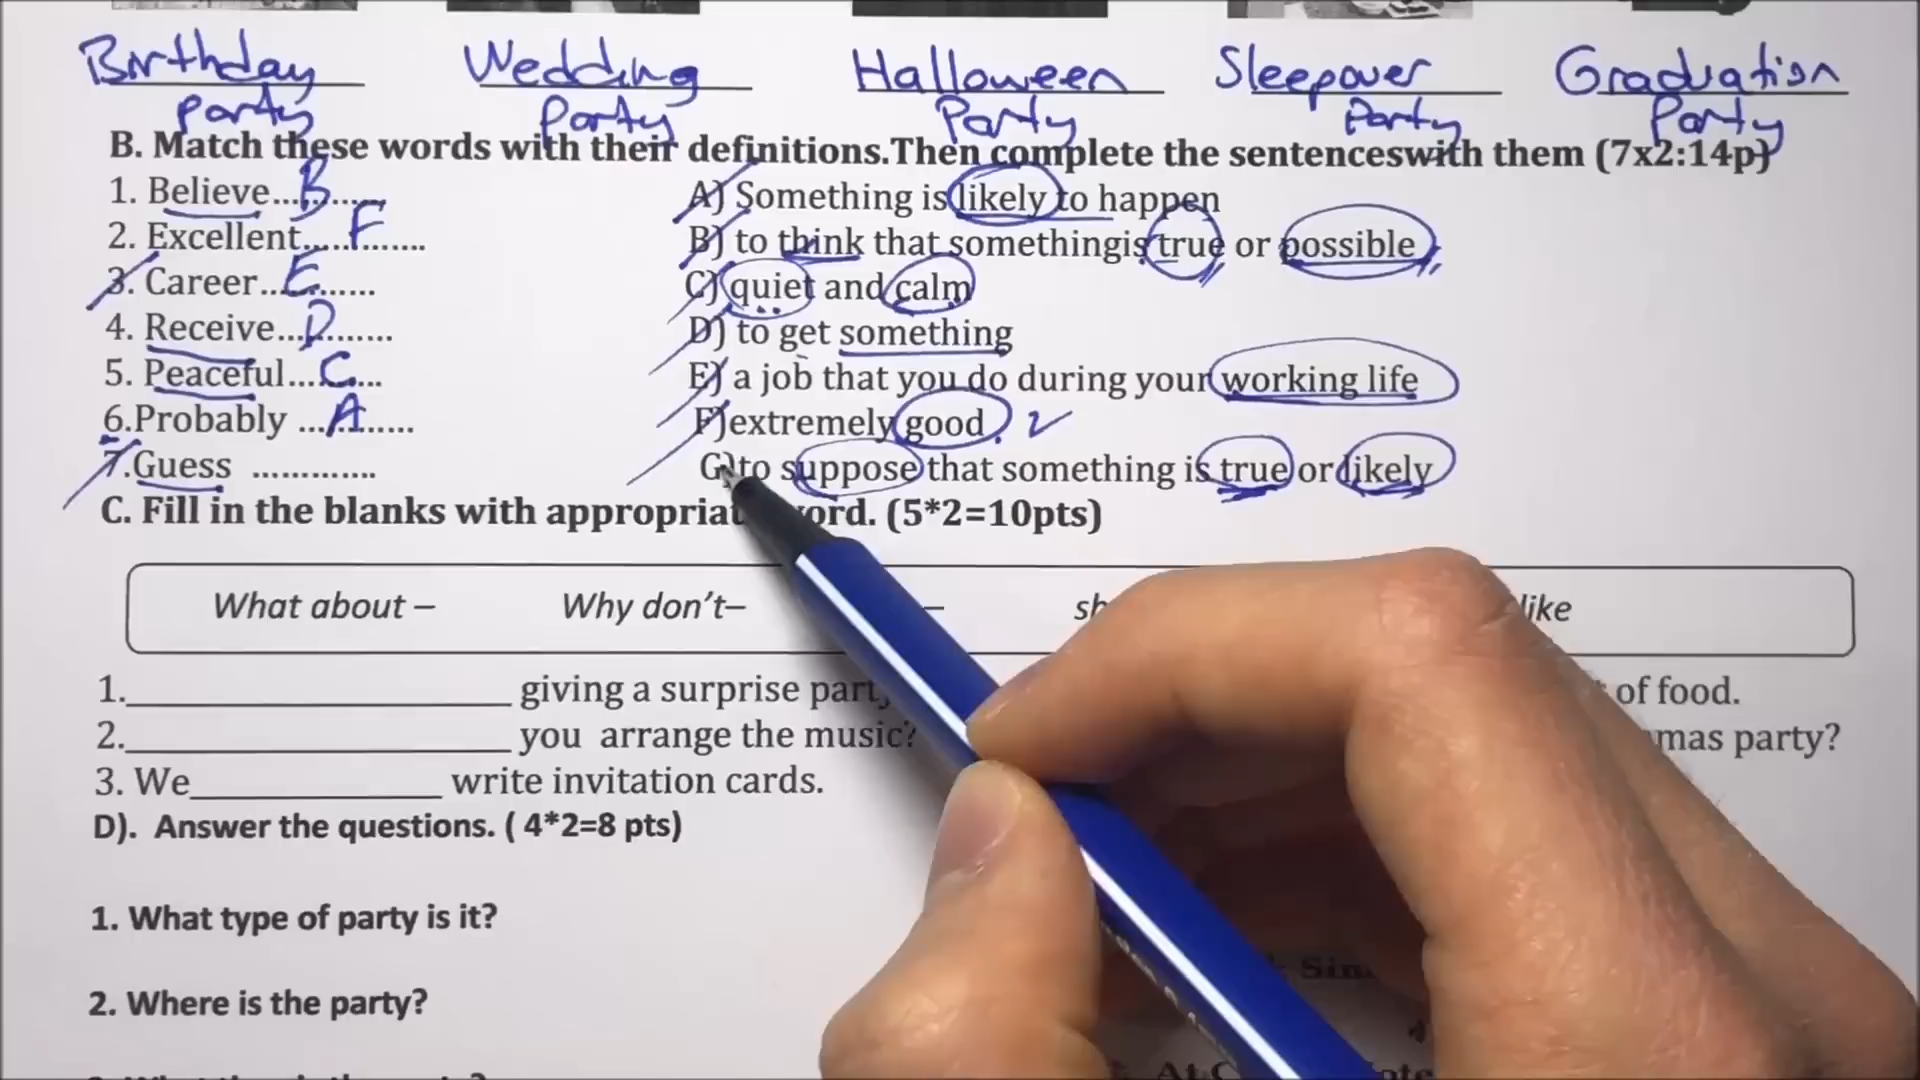 Birthday Wedding Halloween Sleepover Graduation
Party Party Party Party Party
B. Match these words with their definitions.Then complete the sentenceswith them (7x2:14p)
1. Believe...B....... A) Something is likely to happen
2. Excellent.....F....... B) to think that somethingis true or possible
3. Career...E....... C) quiet and calm
4. Receive...D....... D) to get something
5. Peaceful...C.... E) a job that you do during your working life
6.Probably ...A....... F)extremely good.
7.Guess ............. G)to suppose that something is true or likely
C. Fill in the blanks with word. (5*2=10pts)
What about – Why don't– – like
1.____________________ giving a surprise of food.
2.____________________ you arrange the music? party?
3. We_____________ write invitation cards.
D). Answer the questions. ( 4*2=8 pts)
1. What type of party is it?
2. Where is the party?